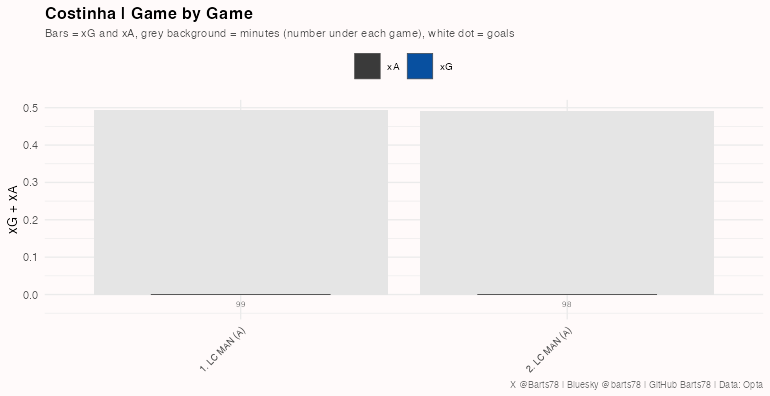 Costinha | Game by Game
Bars = xG and xA, grey background = minutes (number under each game), white dot = goals
xA xG
xG + xA
0.5
0.4
0.3
0.2
0.1
0.0
99 98
1. LC MAN (A) 2. LC MAN (A)
X @Barts78 | Bluesky @barts78 | GitHub Barts78 | Data: Opta